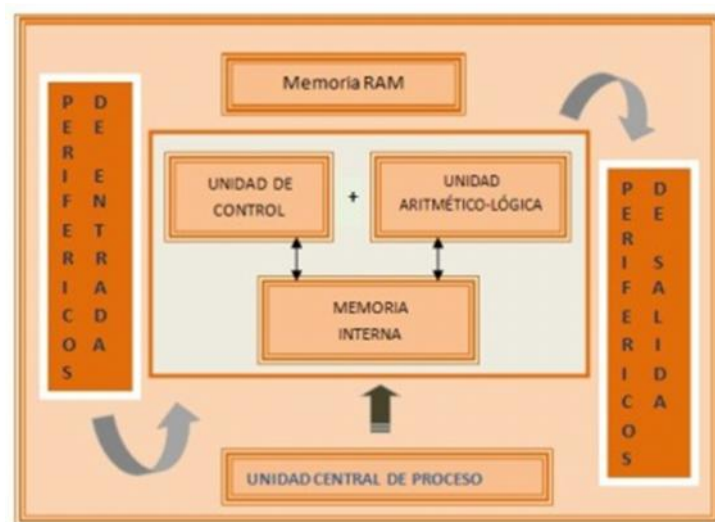 Memoria RAM
PERIFERICOS
DE ENTRADAS
UNIDAD DE
CONTROL
+
UNIDAD
ARITMÉTICO-LÓGICA
MEMORIA
INTERNA
PERIFERICOS
DE SALIDA
UNIDAD CENTRAL DE PROCESO